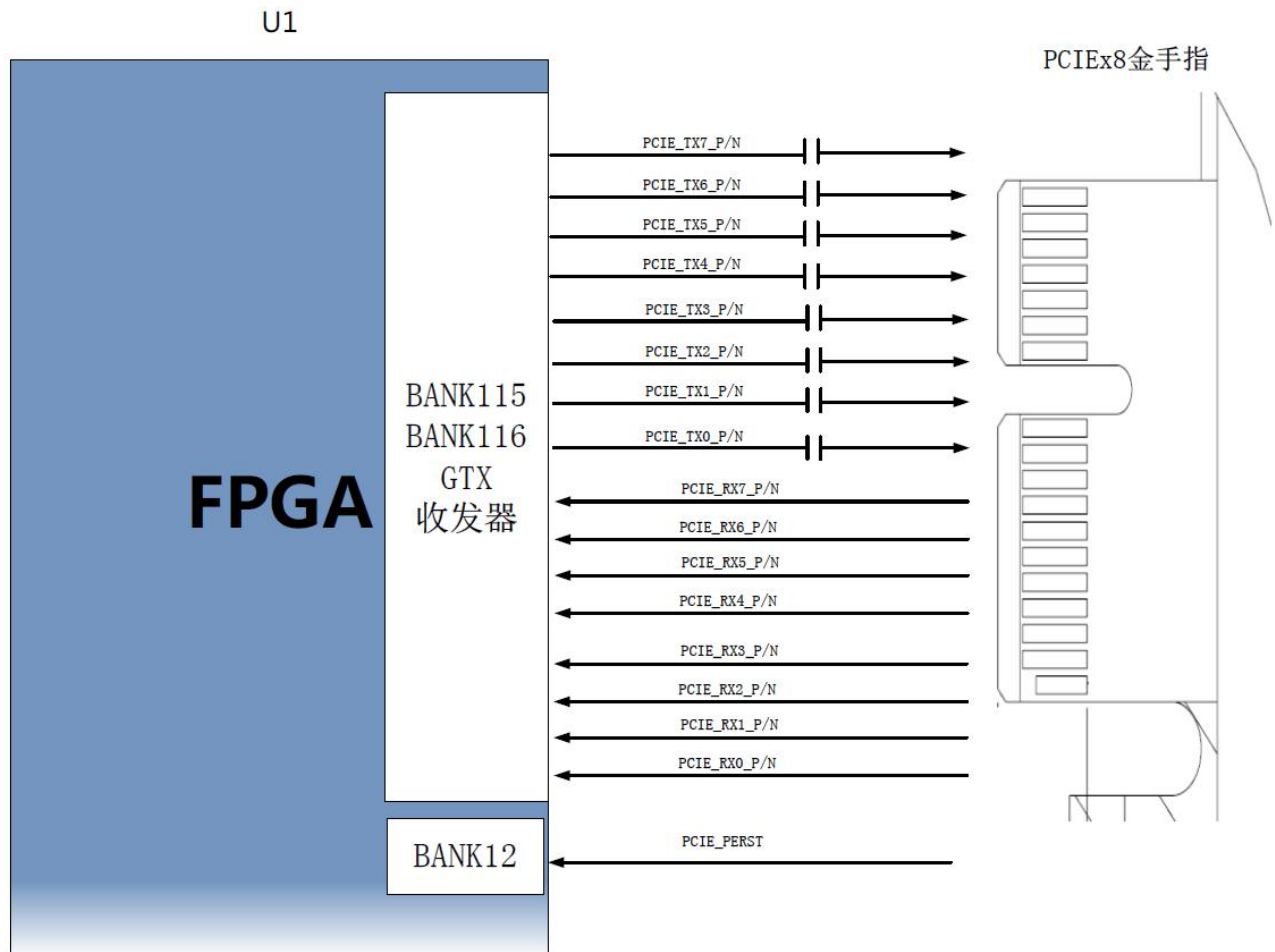 U1
PCIEx8金手指
PCIE_TX7_P/N
PCIE_TX6_P/N
PCIE_TX5_P/N
PCIE_TX4_P/N
PCIE_TX3_P/N
PCIE_TX2_P/N
PCIE_TX1_P/N
PCIE_TX0_P/N
BANK115
BANK116
GTX
收发器
FPGA
PCIE_RX7_P/N
PCIE_RX6_P/N
PCIE_RX5_P/N
PCIE_RX4_P/N
PCIE_RX3_P/N
PCIE_RX2_P/N
PCIE_RX1_P/N
PCIE_RX0_P/N
BANK12
PCIE_PERST